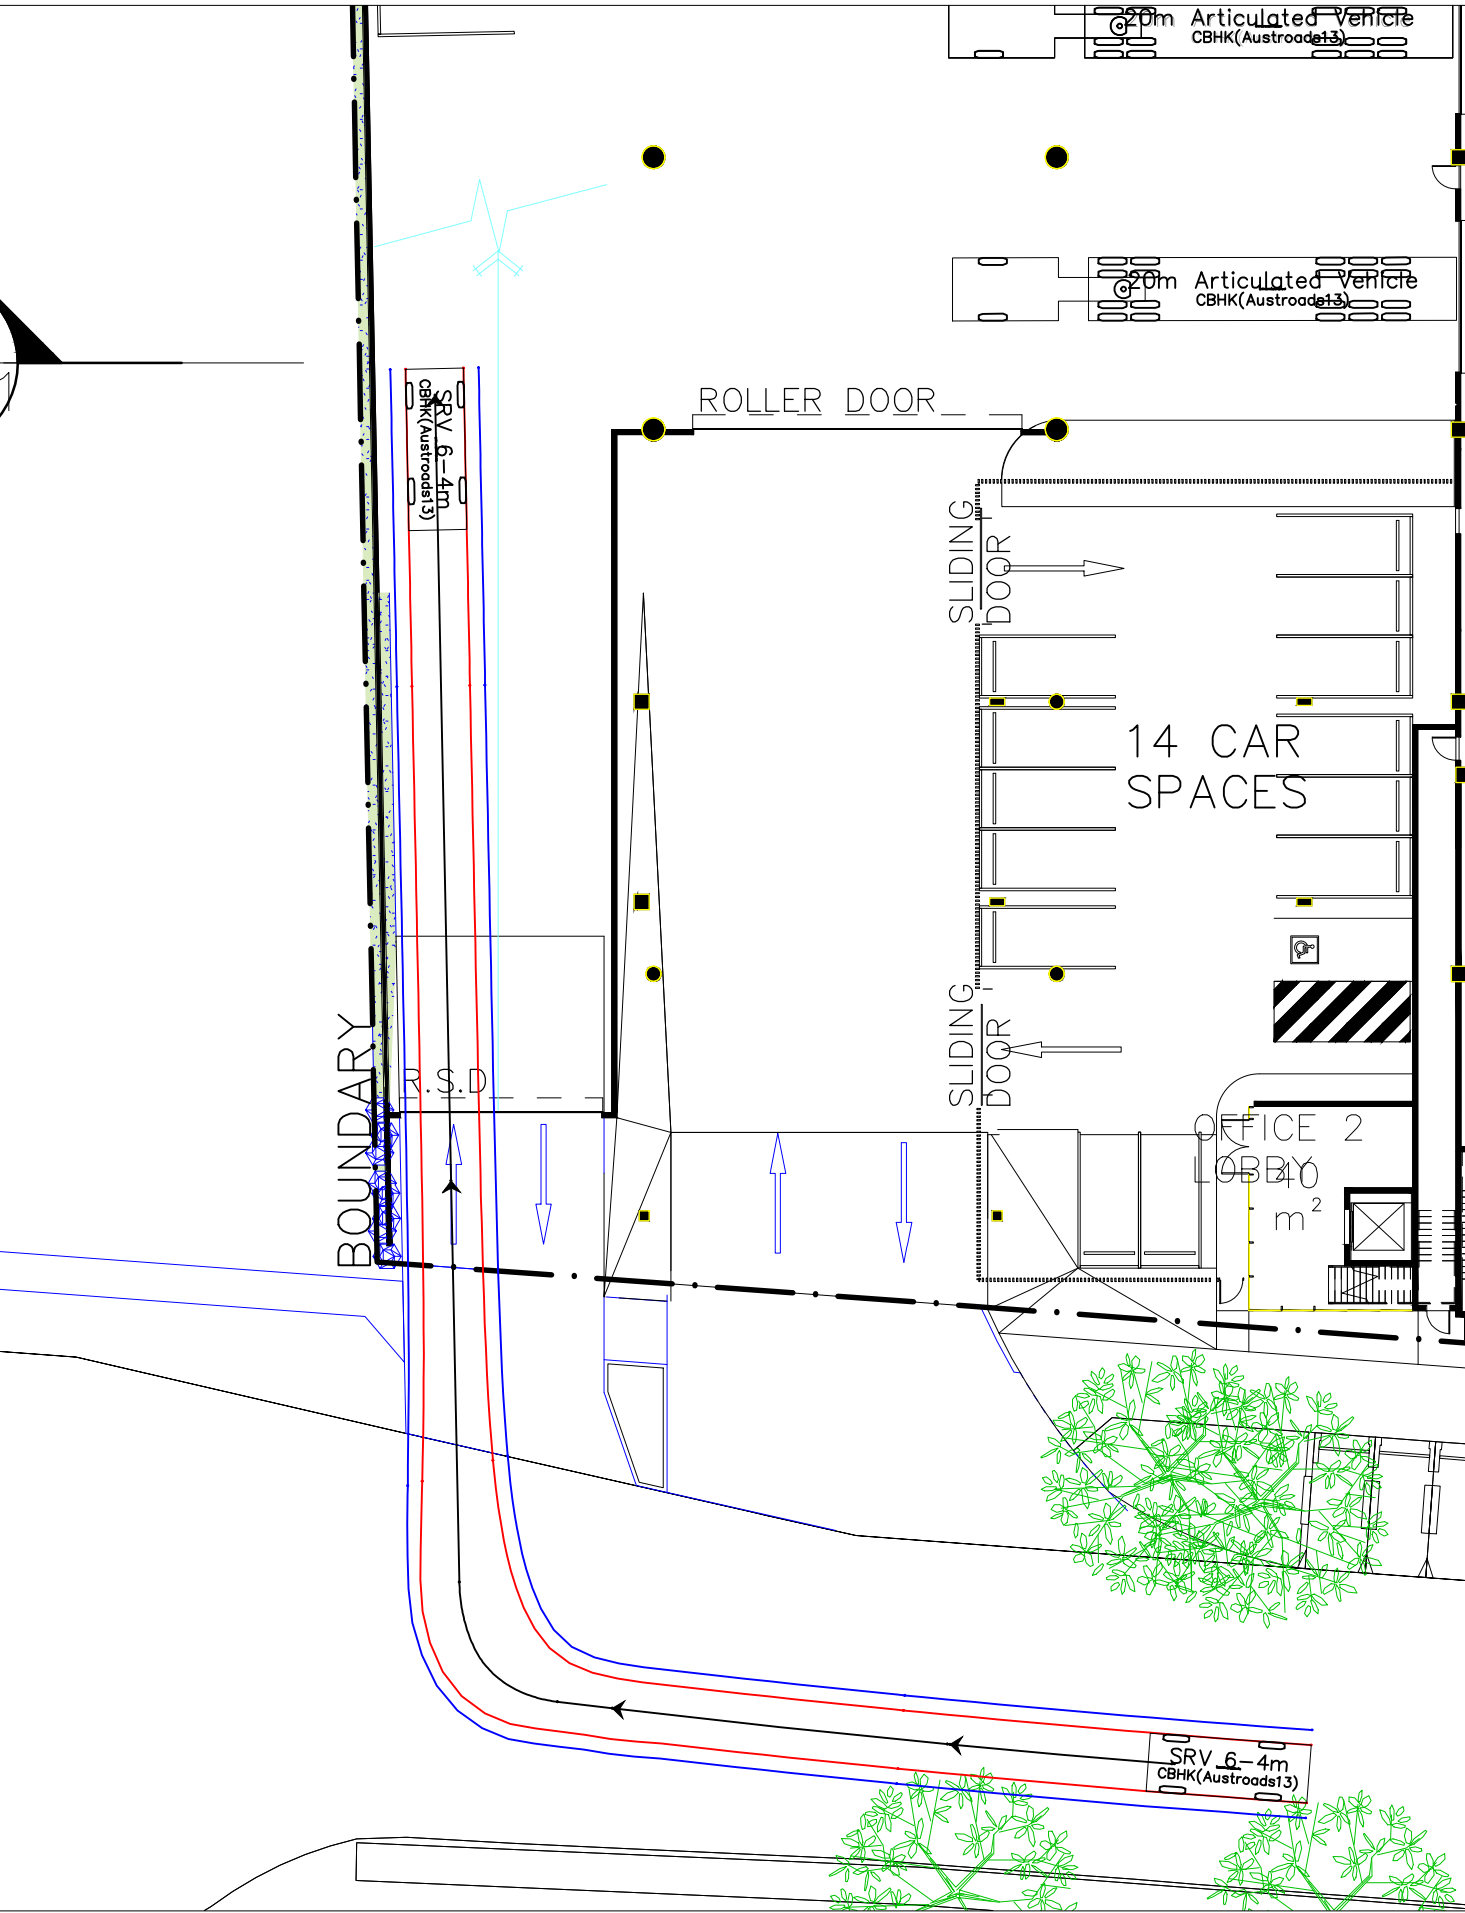 20m Articulated Vehicle
CBHK(Austroads13)
20m Articulated Vehicle
CBHK(Austroads13)
1
SRV 6-4m
CBHK(Austroads13)
ROLLER DOOR
SLIDING
DOOR
14 CAR
SPACES
SLIDING
DOOR
BOUNDARY
R.S.D
OFFICE 2
LOBBY
40
m²
SRV 6-4m
CBHK(Austroads13)